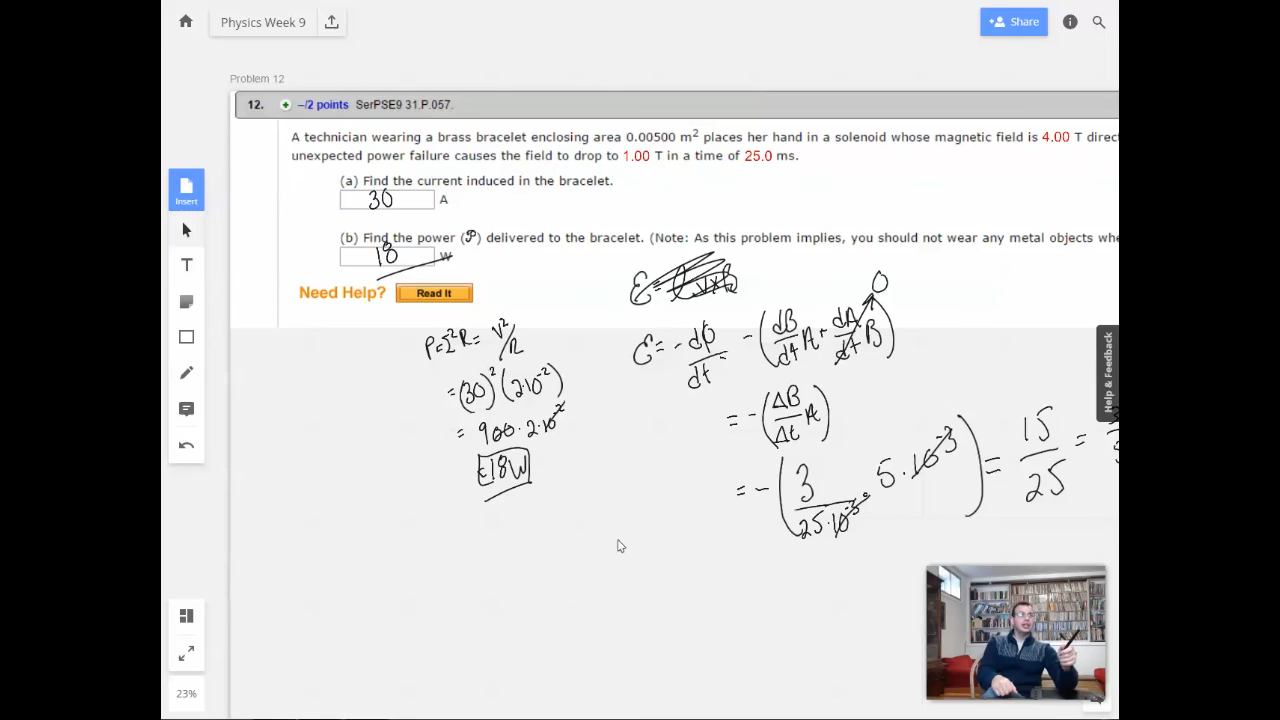 Physics Week 9
Share
Problem 12
12. –/2 points SerPSE9 31.P.057.
A technician wearing a brass bracelet enclosing area 0.00500 m² places her hand in a solenoid whose magnetic field is 4.00 T direct
unexpected power failure causes the field to drop to 1.00 T in a time of 25.0 ms.
(a) Find the current induced in the bracelet.
30 A
(b) Find the power (𝒫) delivered to the bracelet. (Note: As this problem implies, you should not wear any metal objects whe
18 W
Need Help? Read It
Insert
T
P=I²R= V²/R
=(30)²(2·10⁻²)
= 900·2·10⁻²
18W
ℰ=
ℰ= - dϕ/dt - (dB/dt A + dA/dt B) 0
= -(ΔB/Δt A)
= -(3/25·10⁻³ · 5·10⁻³) = 15/25 =
Help & Feedback
23%